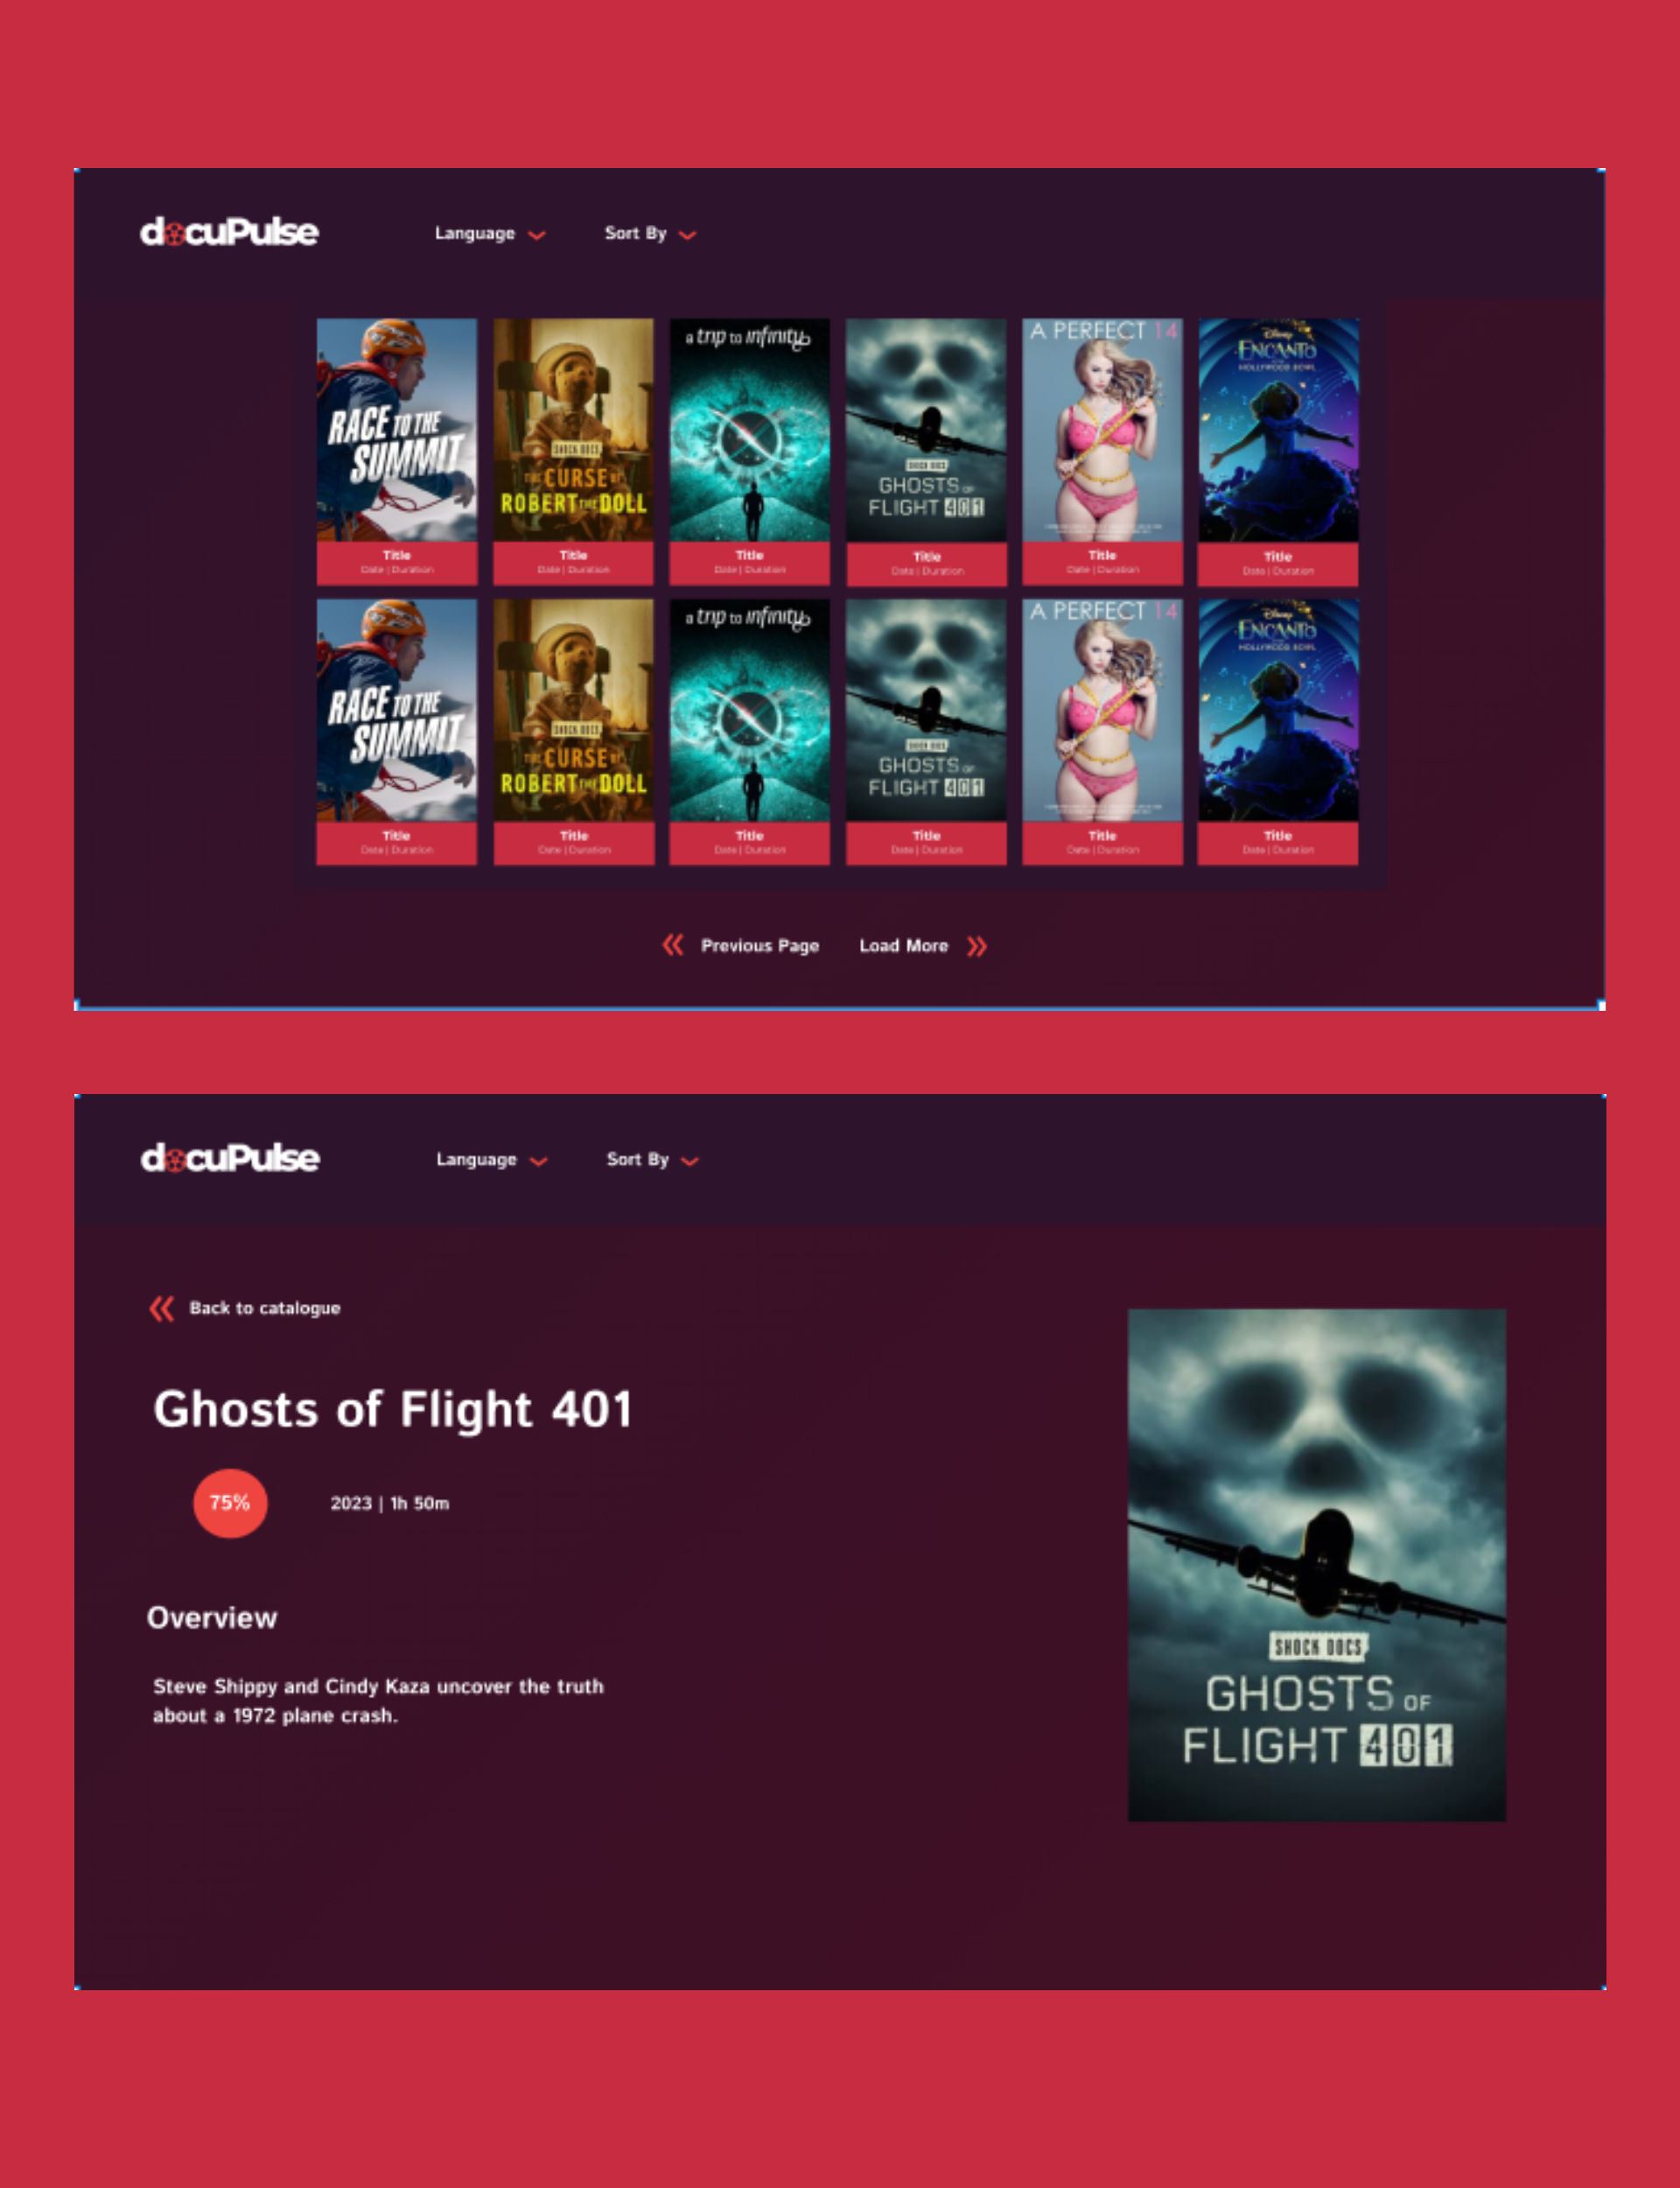 docuPulse
Language
Sort By
RACE TO THE
SUMMIT
SHOCK DOCS
THE CURSE OF
ROBERT THE DOLL
a trip to infinity
SHOCK DOCS
GHOSTS OF
FLIGHT 401
A PERFECT 14
Disney
ENCANTO
HOLLYWOOD BOWL
Title
Date | Duration
Title
Date | Duration
Title
Date | Duration
Title
Date | Duration
Title
Date | Duration
Title
Date | Duration
RACE TO THE
SUMMIT
SHOCK DOCS
THE CURSE OF
ROBERT THE DOLL
a trip to infinity
SHOCK DOCS
GHOSTS OF
FLIGHT 401
A PERFECT 14
Disney
ENCANTO
HOLLYWOOD BOWL
Title
Date | Duration
Title
Date | Duration
Title
Date | Duration
Title
Date | Duration
Title
Date | Duration
Title
Date | Duration
Previous Page
Load More
docuPulse
Language
Sort By
Back to catalogue
Ghosts of Flight 401
75%
2023 | 1h 50m
Overview
Steve Shippy and Cindy Kaza uncover the truth
about a 1972 plane crash.
SHOCK DOCS
GHOSTS OF
FLIGHT 401